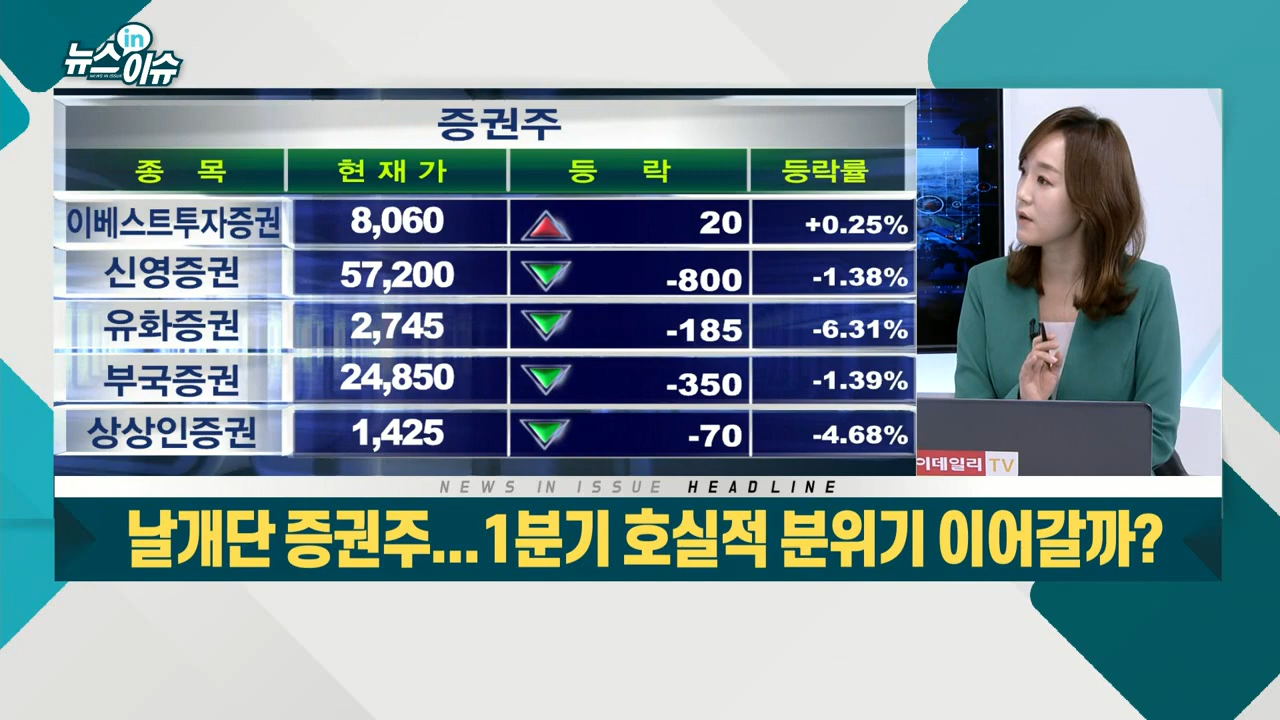 뉴스in이슈
NEWS IN ISSUE
증권주
종 목 현 재 가 등 락 등락률
이베스트투자증권 8,060 ▲ 20 +0.25%
신영증권 57,200 ▼ -800 -1.38%
유화증권 2,745 ▼ -185 -6.31%
부국증권 24,850 ▼ -350 -1.39%
상상인증권 1,425 ▼ -70 -4.68%
이데일리 TV
NEWS IN ISSUE HEADLINE
날개단 증권주...1분기 호실적 분위기 이어갈까?